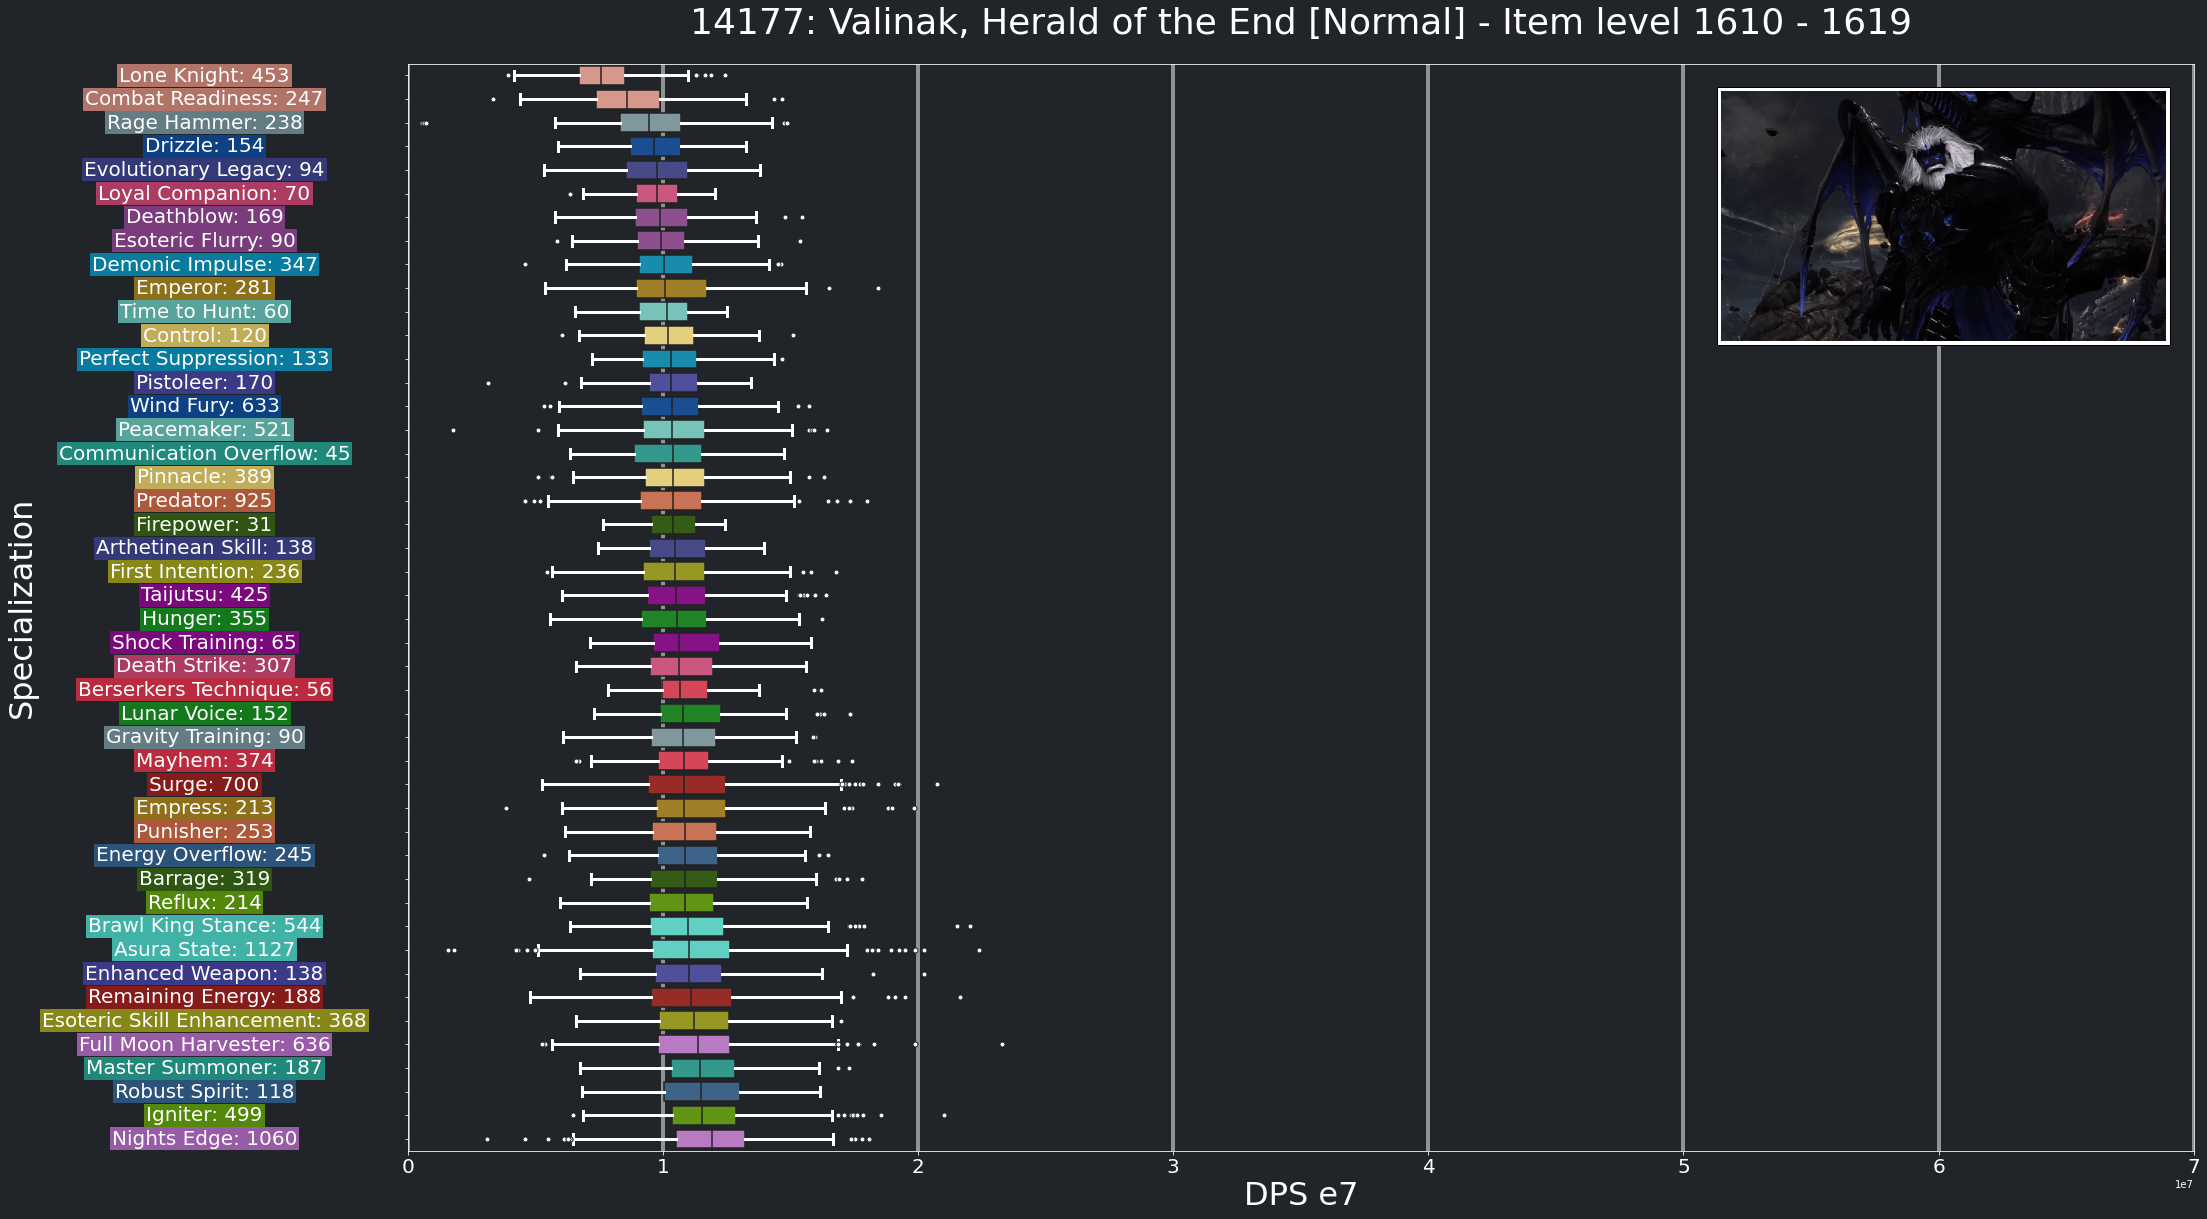 14177: Valinak, Herald of the End [Normal] - Item level 1610 - 1619
Specialization
Lone Knight: 453
Combat Readiness: 247
Rage Hammer: 238
Drizzle: 154
Evolutionary Legacy: 94
Loyal Companion: 70
Deathblow: 169
Esoteric Flurry: 90
Demonic Impulse: 347
Emperor: 281
Time to Hunt: 60
Control: 120
Perfect Suppression: 133
Pistoleer: 170
Wind Fury: 633
Peacemaker: 521
Communication Overflow: 45
Pinnacle: 389
Predator: 925
Firepower: 31
Arthetinean Skill: 138
First Intention: 236
Taijutsu: 425
Hunger: 355
Shock Training: 65
Death Strike: 307
Berserkers Technique: 56
Lunar Voice: 152
Gravity Training: 90
Mayhem: 374
Surge: 700
Empress: 213
Punisher: 253
Energy Overflow: 245
Barrage: 319
Reflux: 214
Brawl King Stance: 544
Asura State: 1127
Enhanced Weapon: 138
Remaining Energy: 188
Esoteric Skill Enhancement: 368
Full Moon Harvester: 636
Master Summoner: 187
Robust Spirit: 118
Igniter: 499
Nights Edge: 1060
0 1 2 3 4 5 6 7
DPS e7
1e7